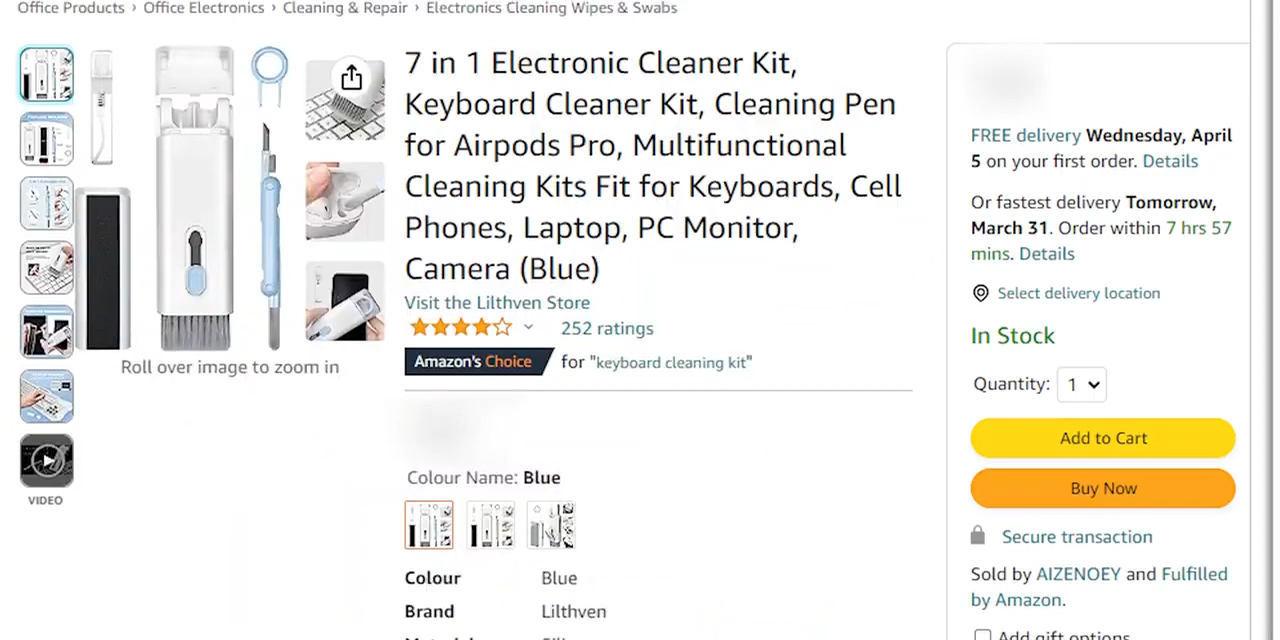 Office Products › Office Electronics › Cleaning & Repair › Electronics Cleaning Wipes & Swabs
7 in 1 Electronic Cleaner Kit,
Keyboard Cleaner Kit, Cleaning Pen
for Airpods Pro, Multifunctional
Cleaning Kits Fit for Keyboards, Cell
Phones, Laptop, PC Monitor,
Camera (Blue)
Visit the Lilthven Store
252 ratings
Amazon's Choice for "keyboard cleaning kit"
Roll over image to zoom in
VIDEO
Colour Name: Blue
Colour Blue
Brand Lilthven
FREE delivery Wednesday, April
5 on your first order. Details
Or fastest delivery Tomorrow,
March 31. Order within 7 hrs 57
mins. Details
Select delivery location
In Stock
Quantity: 1
Add to Cart
Buy Now
Secure transaction
Sold by AIZENOEY and Fulfilled
by Amazon.
Add gift options